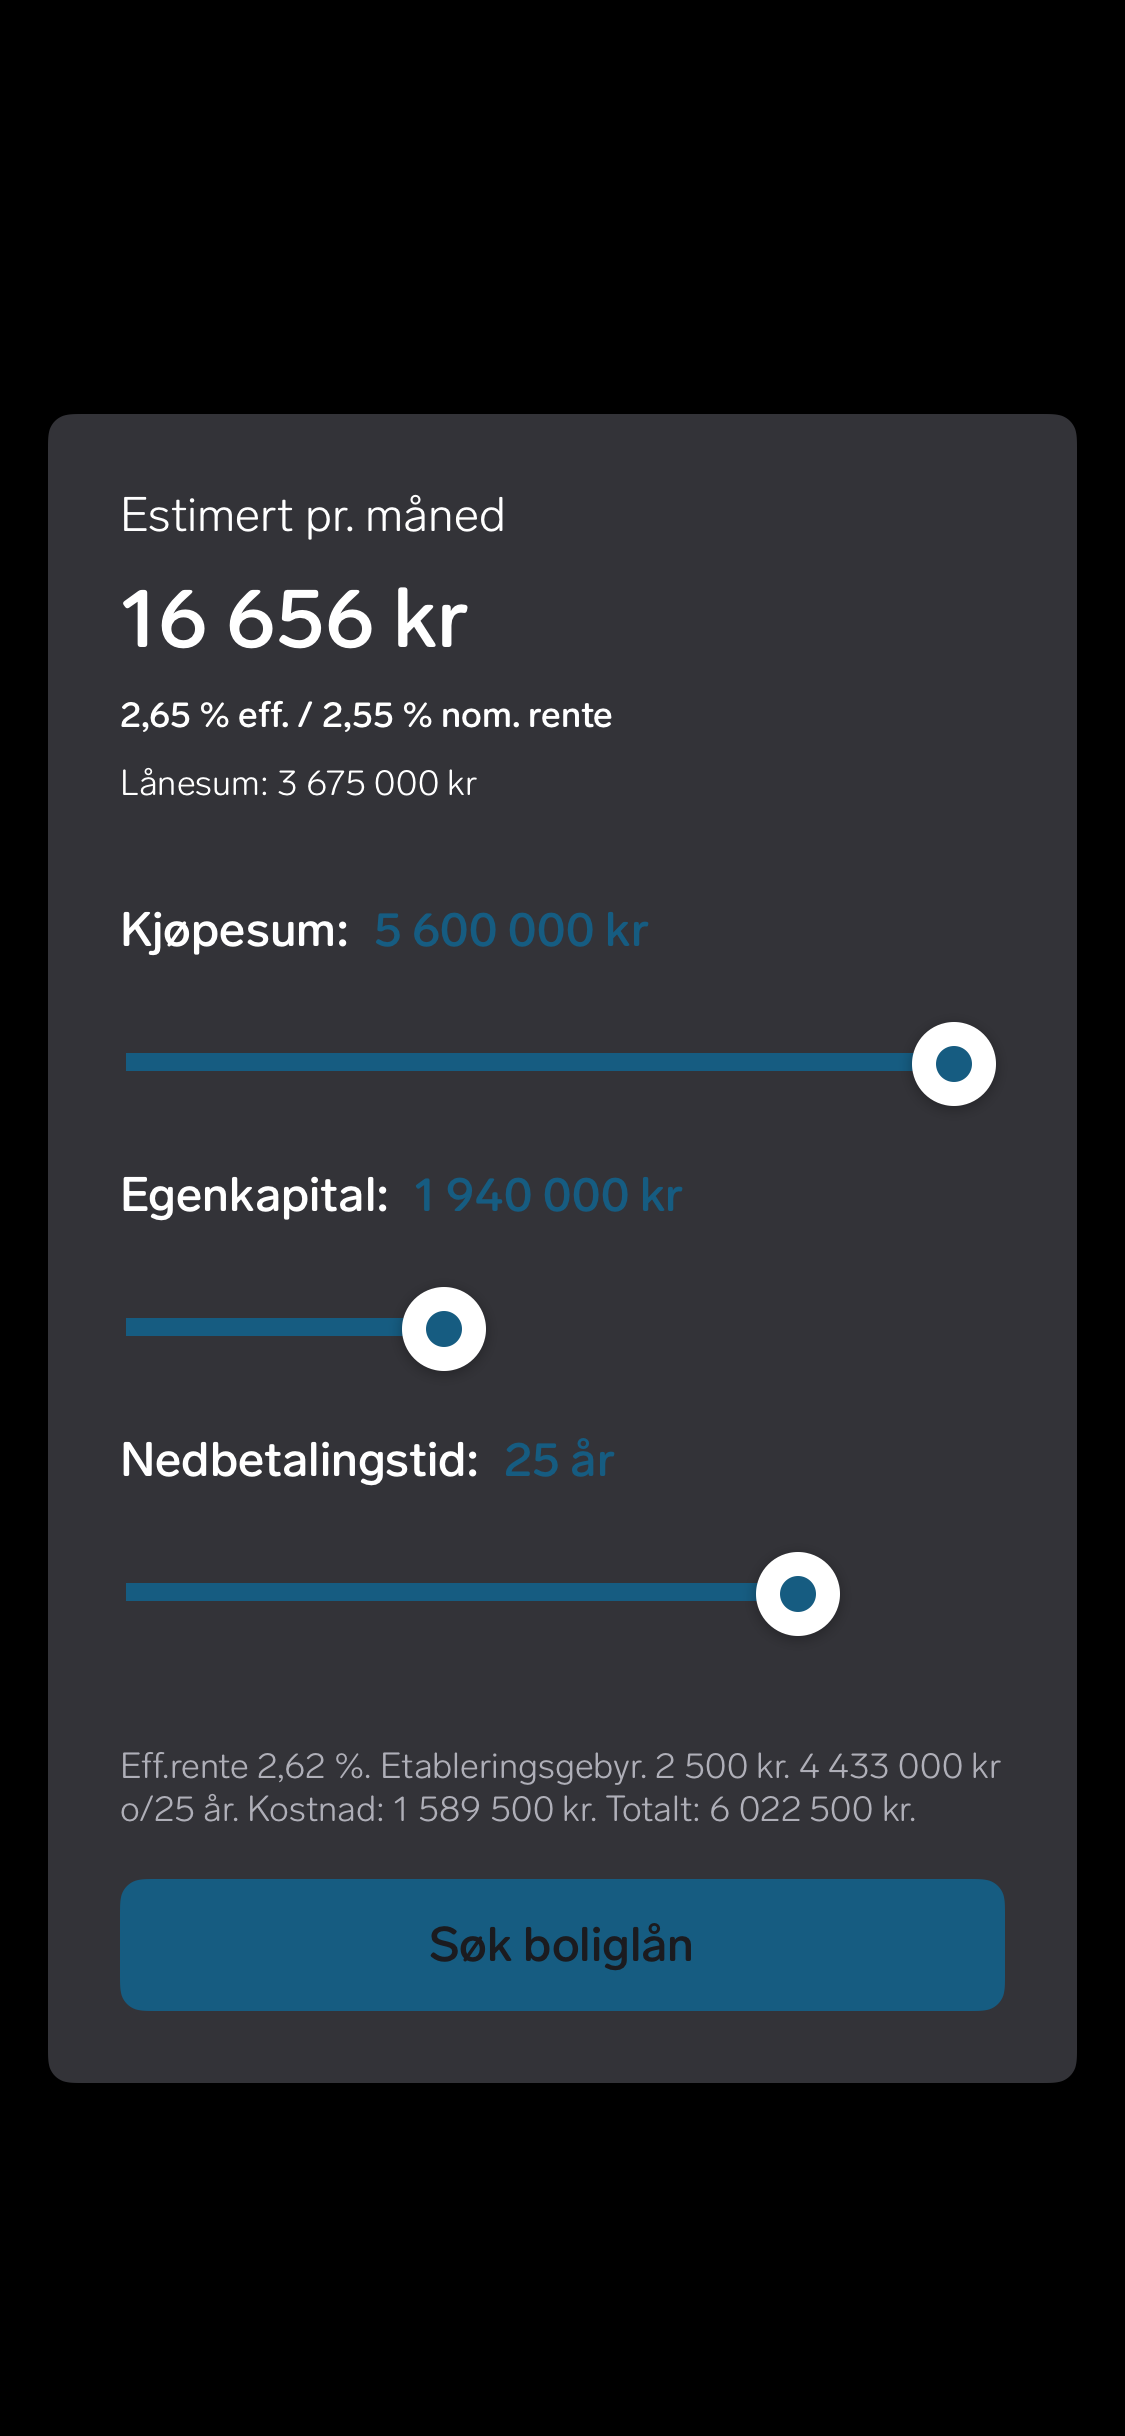 Estimert pr. måned
16 656 kr
2,65 % eff. / 2,55 % nom. rente
Lånesum: 3 675 000 kr
Kjøpesum: 5 600 000 kr
Egenkapital: 1 940 000 kr
Nedbetalingstid: 25 år
Eff.rente 2,62 %. Etableringsgebyr. 2 500 kr. 4 433 000 kr
o/25 år. Kostnad: 1 589 500 kr. Totalt: 6 022 500 kr.
Søk boliglån